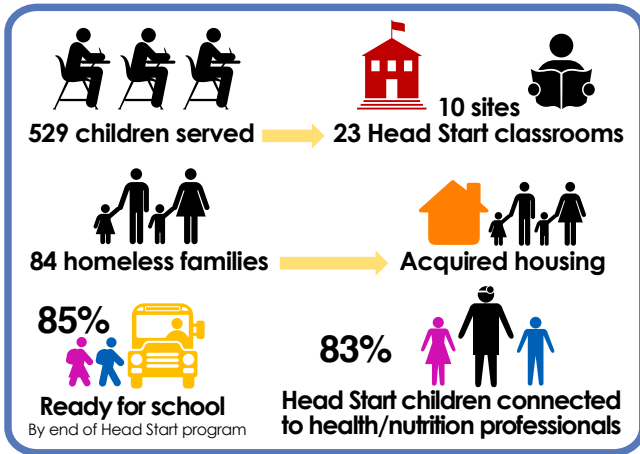 529 children served
10 sites
23 Head Start classrooms
84 homeless families
Acquired housing
85%
Ready for school
By end of Head Start program
83%
Head Start children connected
to health/nutrition professionals